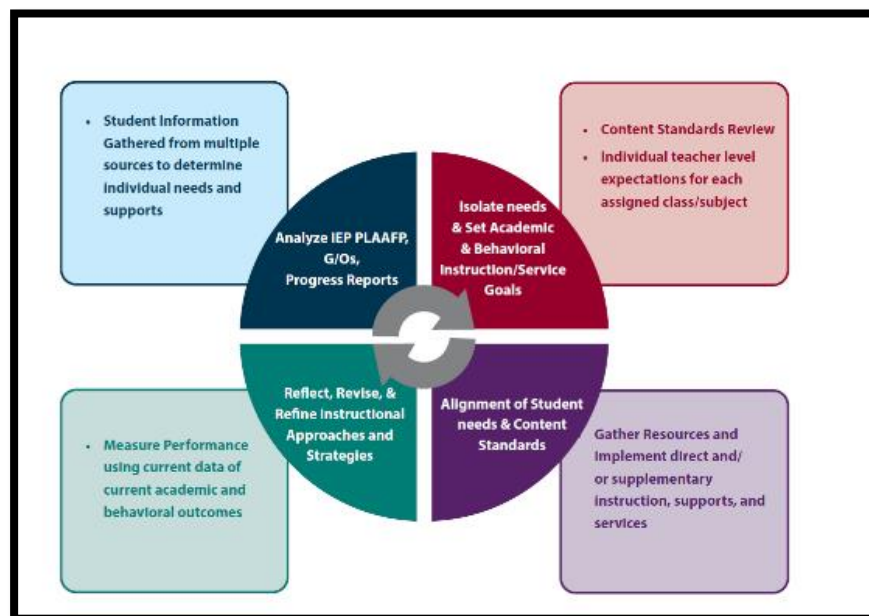 • Student Information
Gathered from multiple
sources to determine
individual needs and
supports
• Content Standards Review
• Individual teacher level
expectations for each
assigned class/subject
Analyze IEP PLAAFP,
G/Os,
Progress Reports
Isolate needs
& Set Academic
& Behavioral
Instruction/Service
Goals
Reflect, Revise, &
Refine Instructional
Approaches and
Strategies
Alignment of Student
needs & Content
Standards
• Measure Performance
using current data of
current academic and
behavioral outcomes
Gather Resources and
Implement direct and/
or supplementary
instruction, supports, and
services